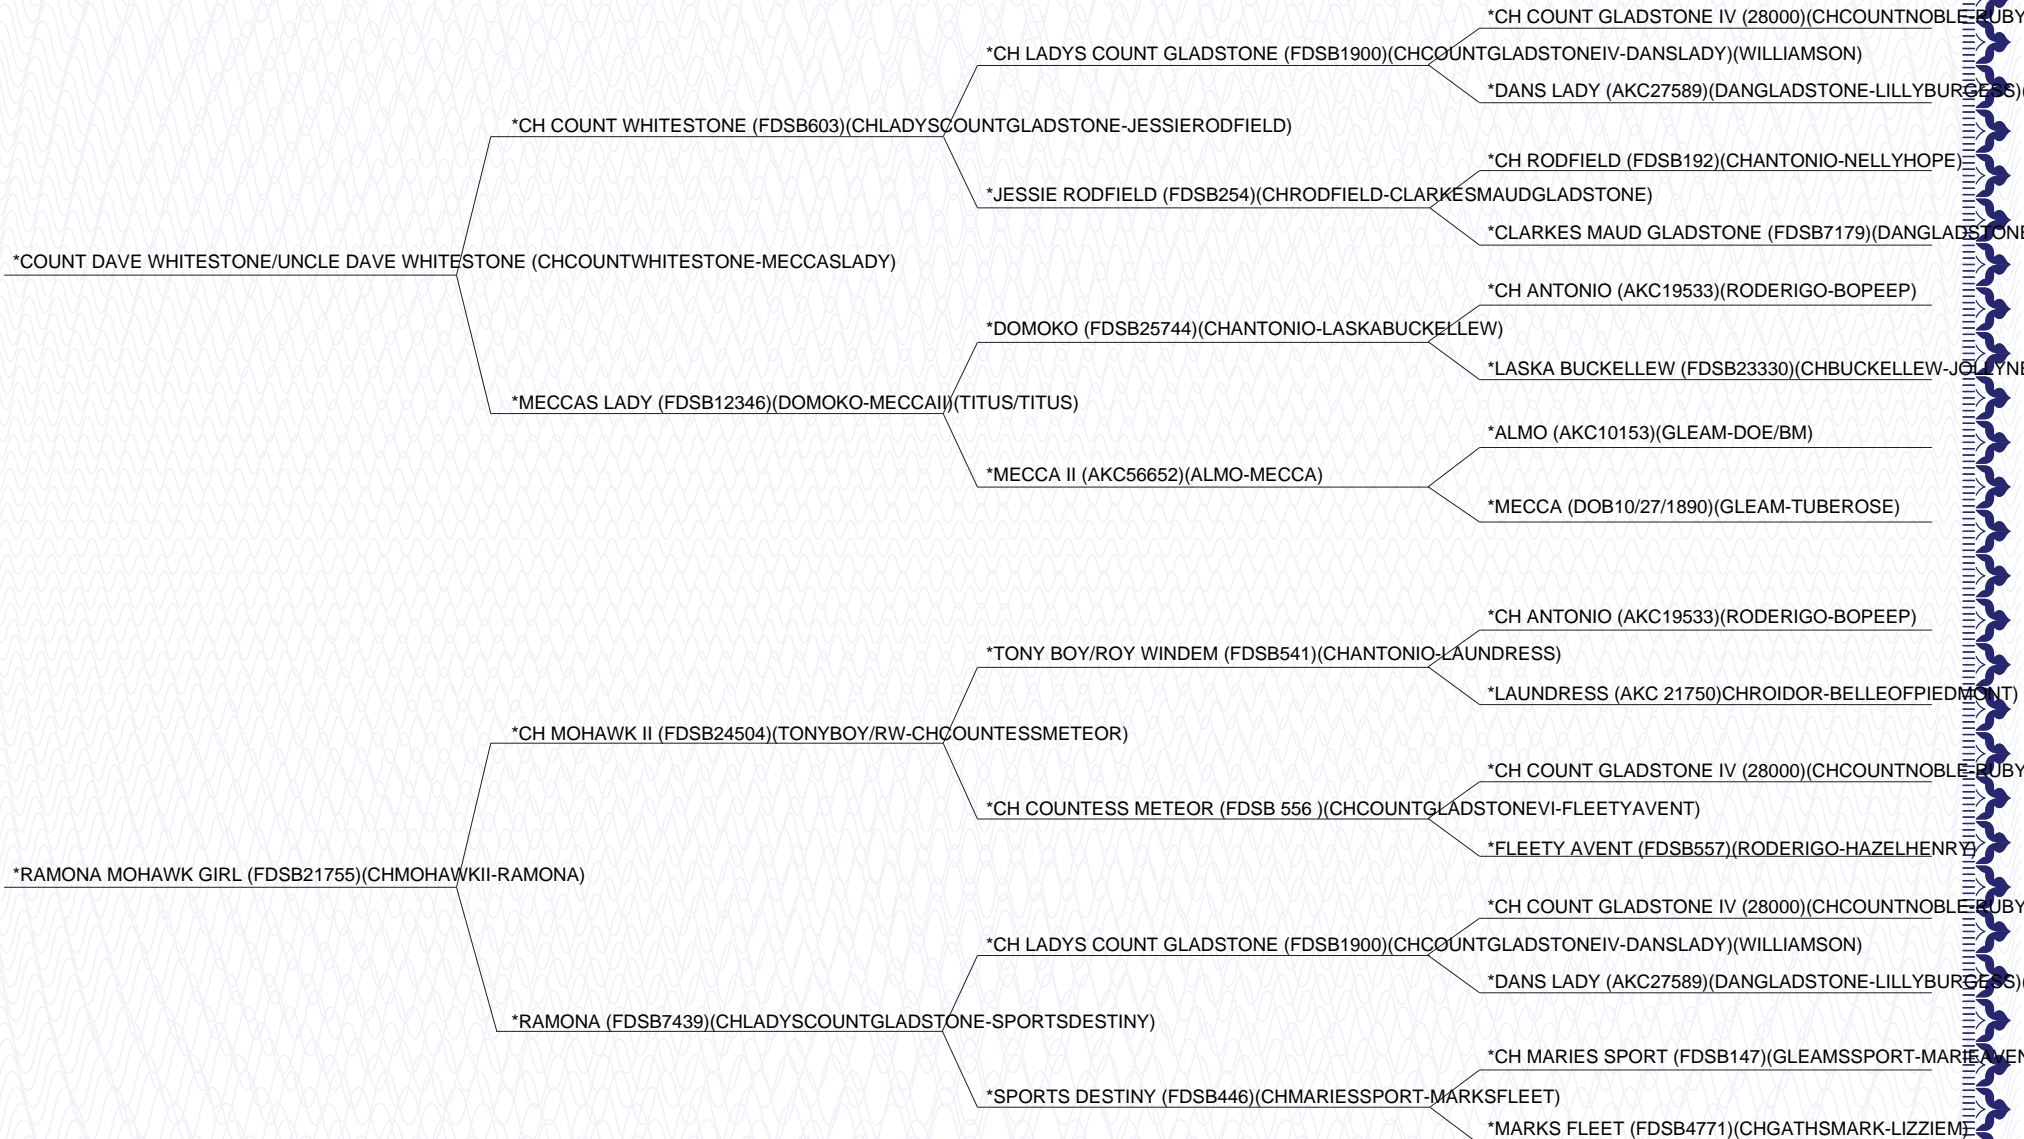 *CH COUNT GLADSTONE IV (28000)(CHCOUNTNOBLE-RUBY
*CH LADYS COUNT GLADSTONE (FDSB1900)(CHCOUNTGLADSTONEIV-DANSLADY)(WILLIAMSON)
*DANS LADY (AKC27589)(DANGLADSTONE-LILLYBURGESS)(
*CH COUNT WHITESTONE (FDSB603)(CHLADYSCOUNTGLADSTONE-JESSIERODFIELD)
*CH RODFIELD (FDSB192)(CHANTONIO-NELLYHOPE)
*JESSIE RODFIELD (FDSB254)(CHRODFIELD-CLARKESMAUDGLADSTONE)
*CLARKES MAUD GLADSTONE (FDSB7179)(DANGLADSTONE
*COUNT DAVE WHITESTONE/UNCLE DAVE WHITESTONE (CHCOUNTWHITESTONE-MECCASLADY)
*CH ANTONIO (AKC19533)(RODERIGO-BOPEEP)
*DOMOKO (FDSB25744)(CHANTONIO-LASKABUCKELLEW)
*LASKA BUCKELLEW (FDSB23330)(CHBUCKELLEW-JOLLYNE
*MECCAS LADY (FDSB12346)(DOMOKO-MECCAII)(TITUS/TITUS)
*ALMO (AKC10153)(GLEAM-DOE/BM)
*MECCA II (AKC56652)(ALMO-MECCA)
*MECCA (DOB10/27/1890)(GLEAM-TUBEROSE)
*CH ANTONIO (AKC19533)(RODERIGO-BOPEEP)
*TONY BOY/ROY WINDEM (FDSB541)(CHANTONIO-LAUNDRESS)
*LAUNDRESS (AKC 21750)CHROIDOR-BELLEOFPIEDMONT)
*CH MOHAWK II (FDSB24504)(TONYBOY/RW-CHCOUNTESSMETEOR)
*CH COUNT GLADSTONE IV (28000)(CHCOUNTNOBLE-RUBY
*CH COUNTESS METEOR (FDSB 556 )(CHCOUNTGLADSTONEVI-FLEETYAVENT)
*FLEETY AVENT (FDSB557)(RODERIGO-HAZELHENRY)
*RAMONA MOHAWK GIRL (FDSB21755)(CHMOHAWKII-RAMONA)
*CH COUNT GLADSTONE IV (28000)(CHCOUNTNOBLE-RUBY
*CH LADYS COUNT GLADSTONE (FDSB1900)(CHCOUNTGLADSTONEIV-DANSLADY)(WILLIAMSON)
*DANS LADY (AKC27589)(DANGLADSTONE-LILLYBURGESS)(
*RAMONA (FDSB7439)(CHLADYSCOUNTGLADSTONE-SPORTSDESTINY)
*CH MARIES SPORT (FDSB147)(GLEAMSSPORT-MARIEAVEN
*SPORTS DESTINY (FDSB446)(CHMARIESSPORT-MARKSFLEET)
*MARKS FLEET (FDSB4771)(CHGATHSMARK-LIZZIEM)